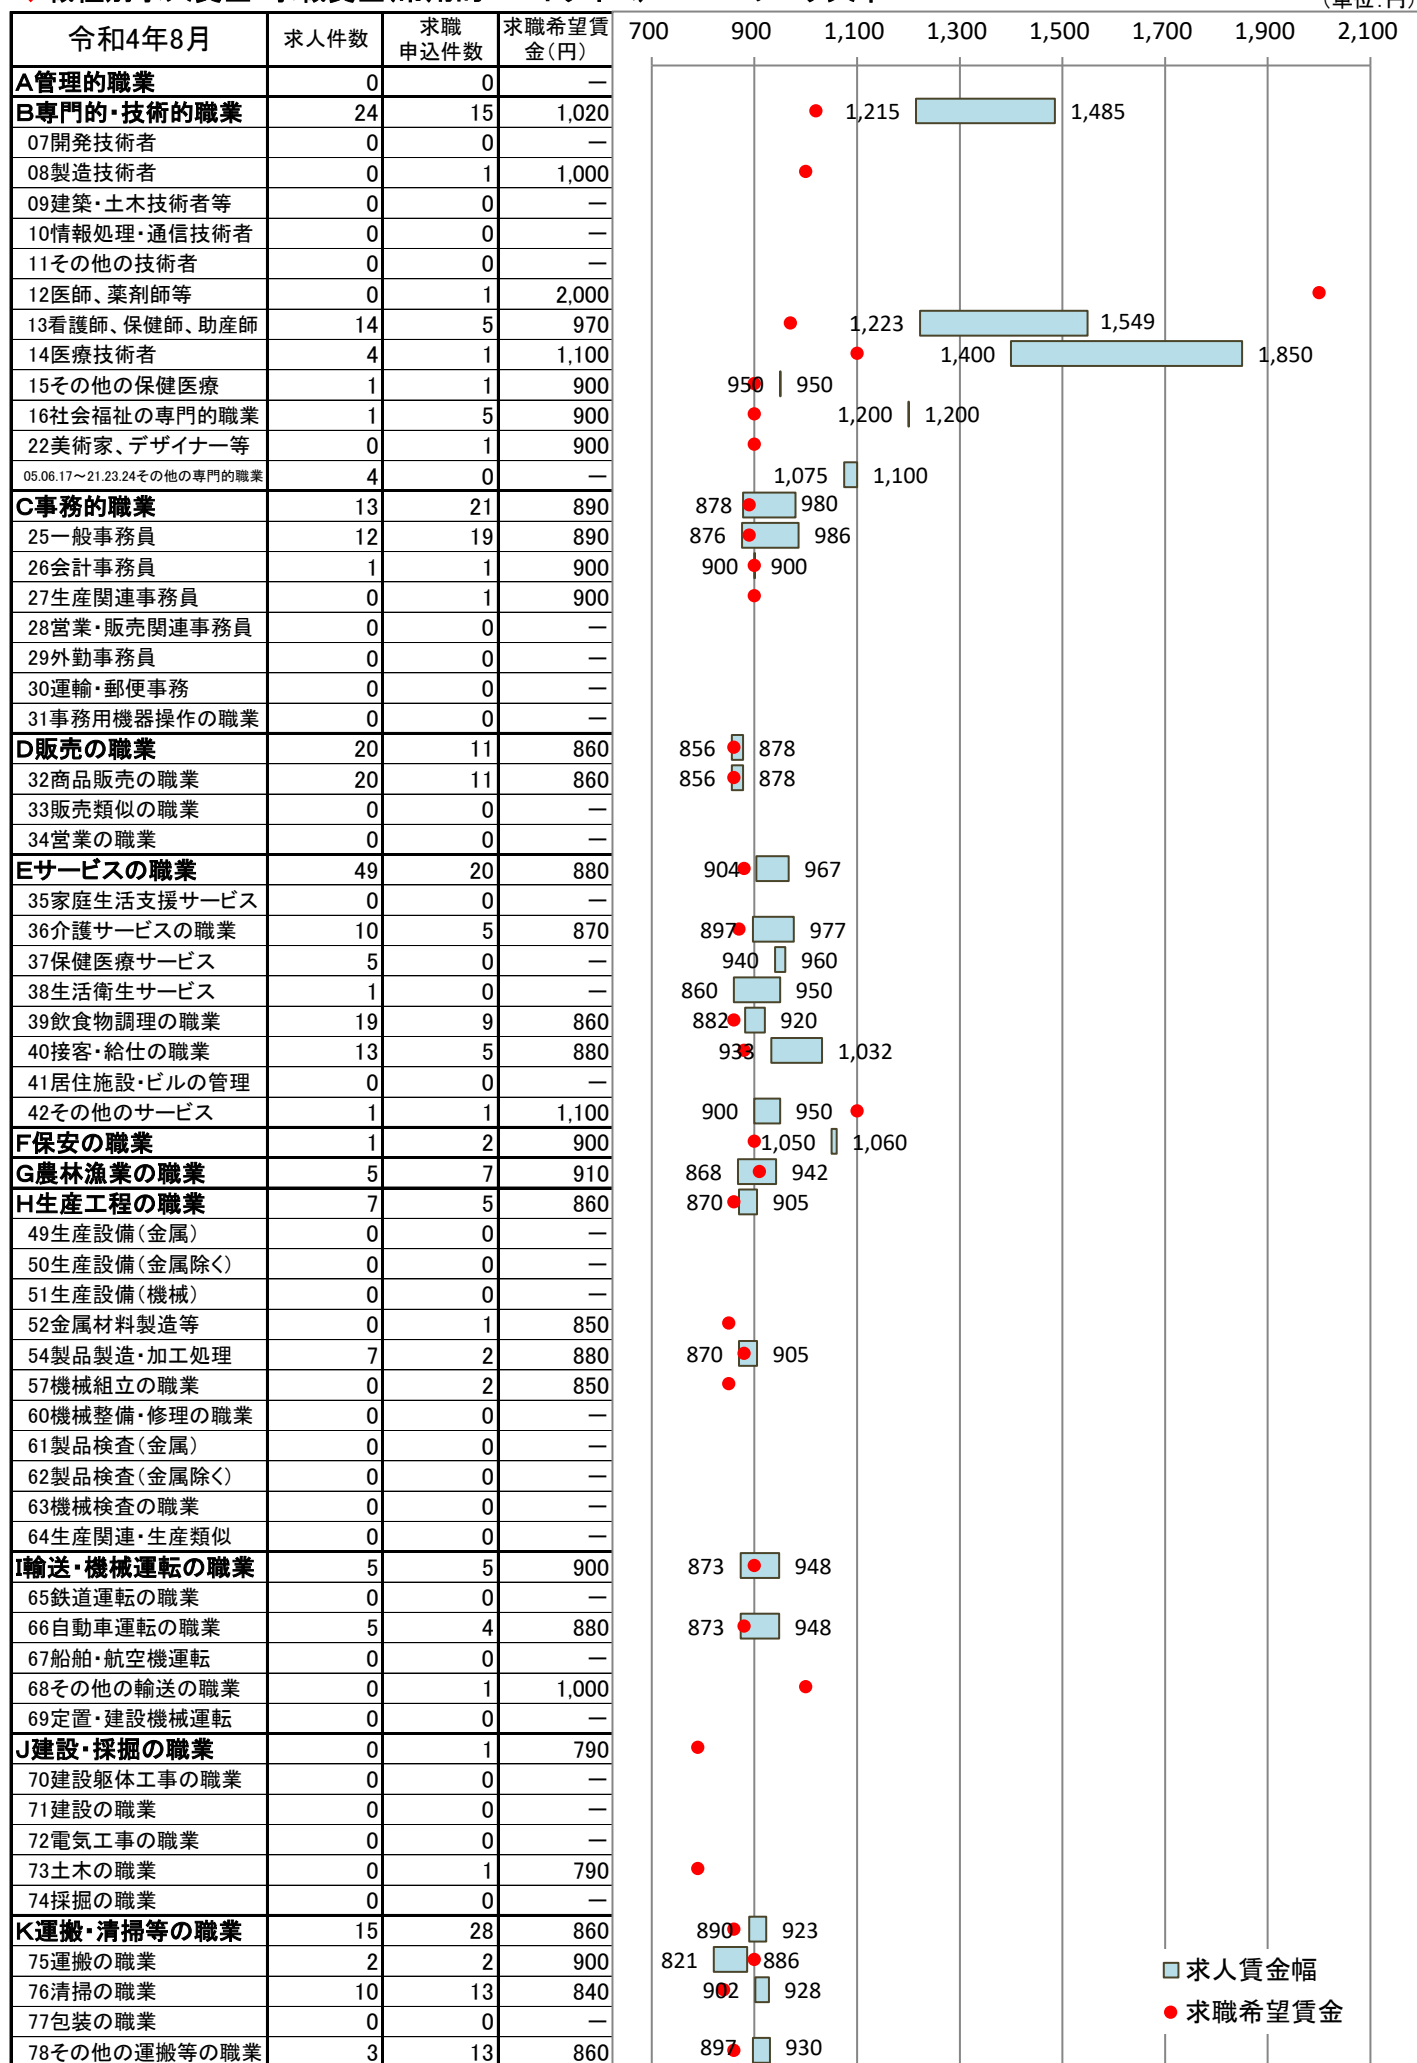 (単位:円)
令和4年8月 求人件数 求職申込件数 求職希望賃金(円) 700 900 1,100 1,300 1,500 1,700 1,900 2,100
A管理的職業 0 0 ―
B専門的・技術的職業 24 15 1,020 1,215 1,485
07開発技術者 0 0 ―
08製造技術者 0 1 1,000
09建築・土木技術者等 0 0 ―
10情報処理・通信技術者 0 0 ―
11その他の技術者 0 0 ―
12医師、薬剤師等 0 1 2,000
13看護師、保健師、助産師 14 5 970 1,223 1,549
14医療技術者 4 1 1,100 1,400 1,850
15その他の保健医療 1 1 900 950 950
16社会福祉の専門的職業 1 5 900 1,200 1,200
22美術家、デザイナー等 0 1 900
05.06.17～21.23.24その他の専門的職業 4 0 ― 1,075 1,100
C事務的職業 13 21 890 878 980
25一般事務員 12 19 890 876 986
26会計事務員 1 1 900 900 900
27生産関連事務員 0 1 900
28営業・販売関連事務員 0 0 ―
29外勤事務員 0 0 ―
30運輸・郵便事務 0 0 ―
31事務用機器操作の職業 0 0 ―
D販売の職業 20 11 860 856 878
32商品販売の職業 20 11 860 856 878
33販売類似の職業 0 0 ―
34営業の職業 0 0 ―
Eサービスの職業 49 20 880 904 967
35家庭生活支援サービス 0 0 ―
36介護サービスの職業 10 5 870 897 977
37保健医療サービス 5 0 ― 940 960
38生活衛生サービス 1 0 ― 860 950
39飲食物調理の職業 19 9 860 882 920
40接客・給仕の職業 13 5 880 933 1,032
41居住施設・ビルの管理 0 0 ―
42その他のサービス 1 1 1,100 900 950
F保安の職業 1 2 900 1,050 1,060
G農林漁業の職業 5 7 910 868 942
H生産工程の職業 7 5 860 870 905
49生産設備(金属) 0 0 ―
50生産設備(金属除く) 0 0 ―
51生産設備(機械) 0 0 ―
52金属材料製造等 0 1 850
54製品製造・加工処理 7 2 880 870 905
57機械組立の職業 0 2 850
60機械整備・修理の職業 0 0 ―
61製品検査(金属) 0 0 ―
62製品検査(金属除く) 0 0 ―
63機械検査の職業 0 0 ―
64生産関連・生産類似 0 0 ―
I輸送・機械運転の職業 5 5 900 873 948
65鉄道運転の職業 0 0 ―
66自動車運転の職業 5 4 880 873 948
67船舶・航空機運転 0 0 ―
68その他の輸送の職業 0 1 1,000
69定置・建設機械運転 0 0 ―
J建設・採掘の職業 0 1 790
70建設躯体工事の職業 0 0 ―
71建設の職業 0 0 ―
72電気工事の職業 0 0 ―
73土木の職業 0 1 790
74採掘の職業 0 0 ―
K運搬・清掃等の職業 15 28 860 890 923
75運搬の職業 2 2 900 821 886
76清掃の職業 10 13 840 902 928
77包装の職業 0 0 ―
78その他の運搬等の職業 3 13 860 897 930
求人賃金幅
求職希望賃金